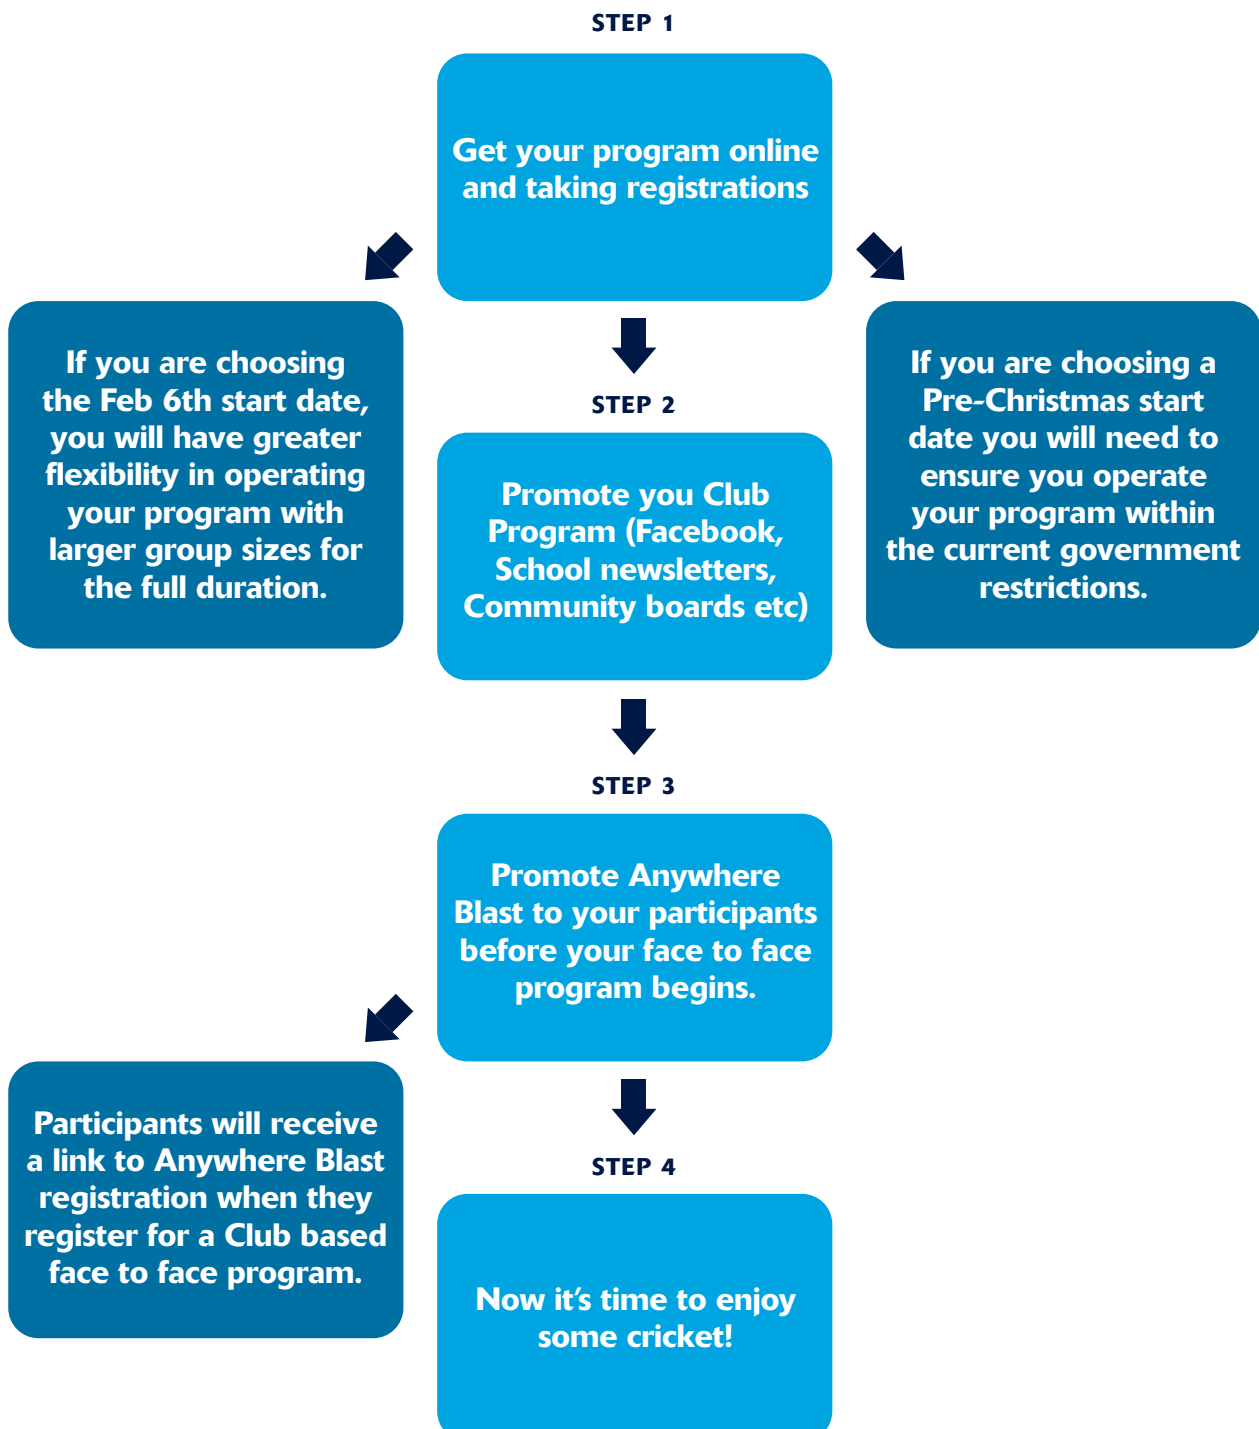 STEP 1
Get your program online
and taking registrations
If you are choosing
the Feb 6th start date,
you will have greater
flexibility in operating
your program with
larger group sizes for
the full duration.
If you are choosing a
Pre-Christmas start
date you will need to
ensure you operate
your program within
the current government
restrictions.
STEP 2
Promote you Club
Program (Facebook,
School newsletters,
Community boards etc)
STEP 3
Promote Anywhere
Blast to your participants
before your face to face
program begins.
Participants will receive
a link to Anywhere Blast
registration when they
register for a Club based
face to face program.
STEP 4
Now it's time to enjoy
some cricket!